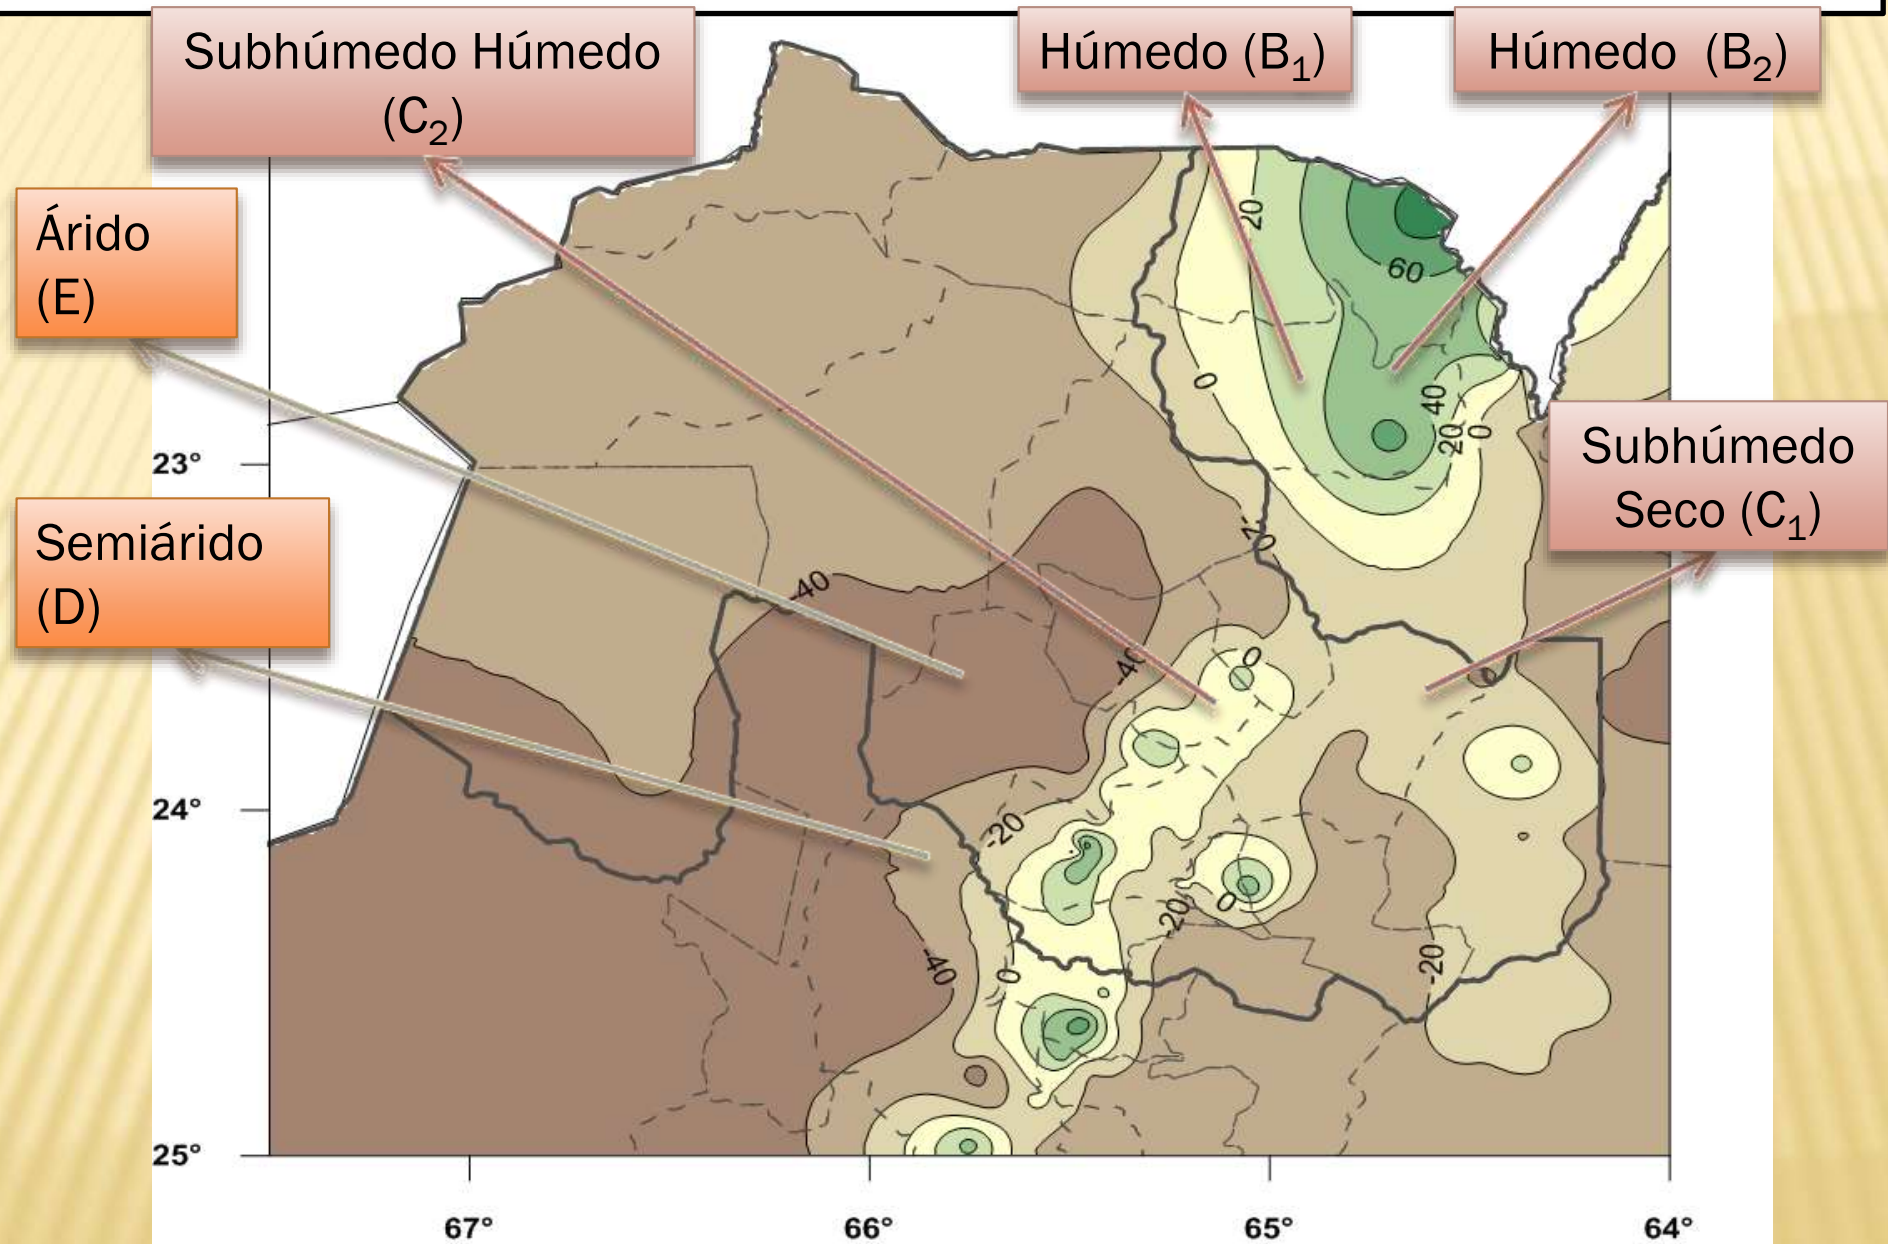 Subhúmedo Húmedo
(C₂)
Húmedo (B₁)
Húmedo (B₂)
Árido
(E)
Semiárido
(D)
Subhúmedo
Seco (C₁)
20
60
0
40
20
0
-20
-40
-40
0
-20
-20
0
-20
-40
0
23°
24°
25°
67°
66°
65°
64°